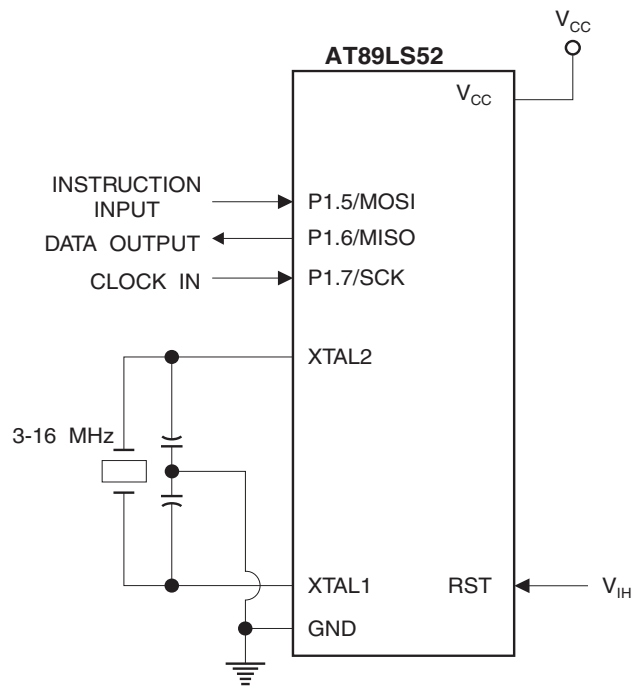 V_CC
AT89LS52
V_CC
INSTRUCTION
INPUT
P1.5/MOSI
DATA OUTPUT
P1.6/MISO
CLOCK IN
P1.7/SCK
XTAL2
3-16 MHz
XTAL1
RST
V_IH
GND